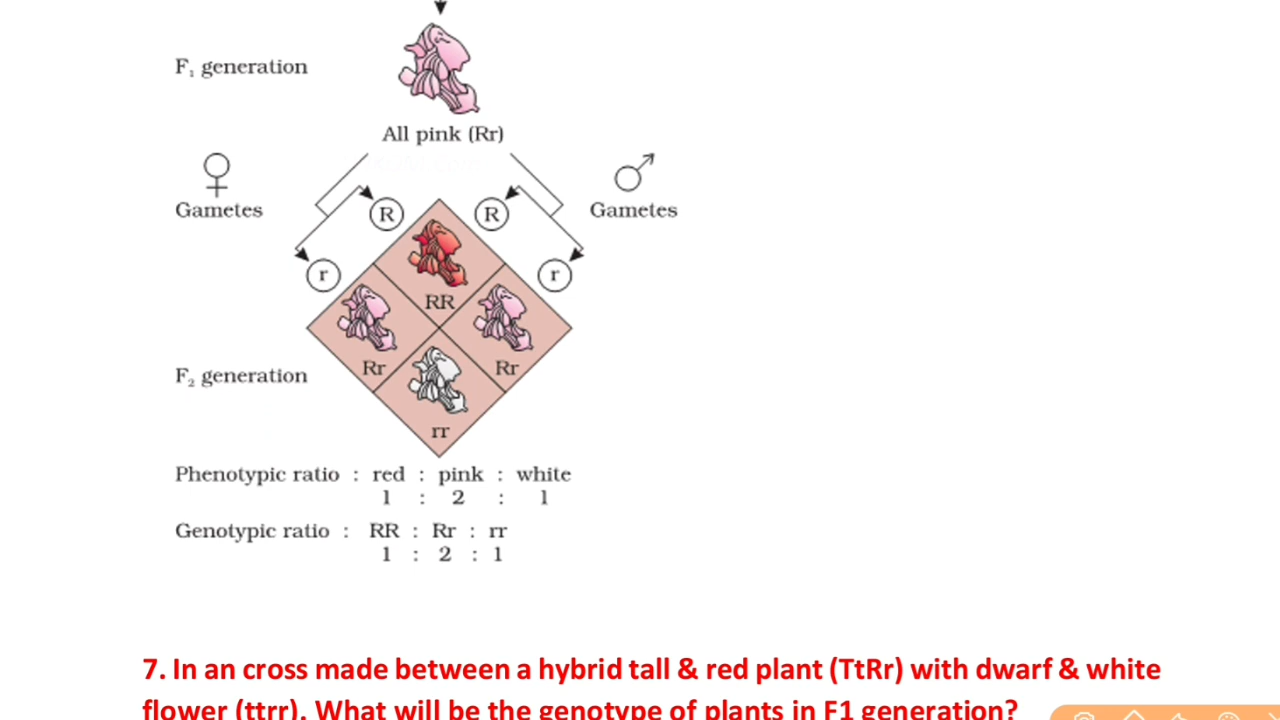 F₁ generation
All pink (Rr)
Gametes
Gametes
R
R
r
r
RR
Rr
Rr
F₂ generation
rr
Phenotypic ratio : red : pink : white
1 : 2 : 1
Genotypic ratio : RR : Rr : rr
1 : 2 : 1
7. In an cross made between a hybrid tall & red plant (TtRr) with dwarf & white
flower (ttrr). What will be the genotype of plants in F1 generation?